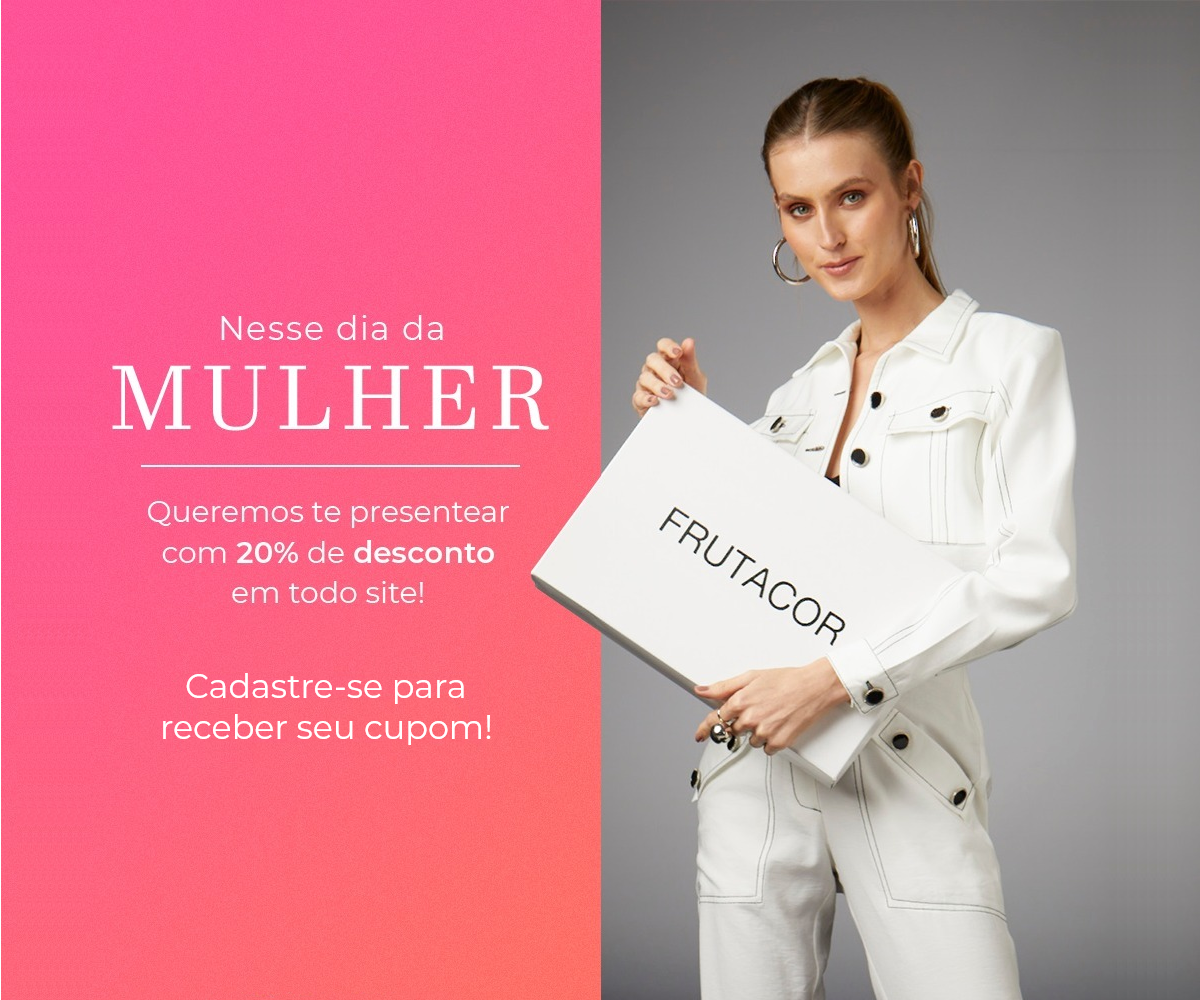 Nesse dia da
MULHER
Queremos te presentear
com 20% de desconto
em todo site!
Cadastre-se para
receber seu cupom!
FRUTACOR